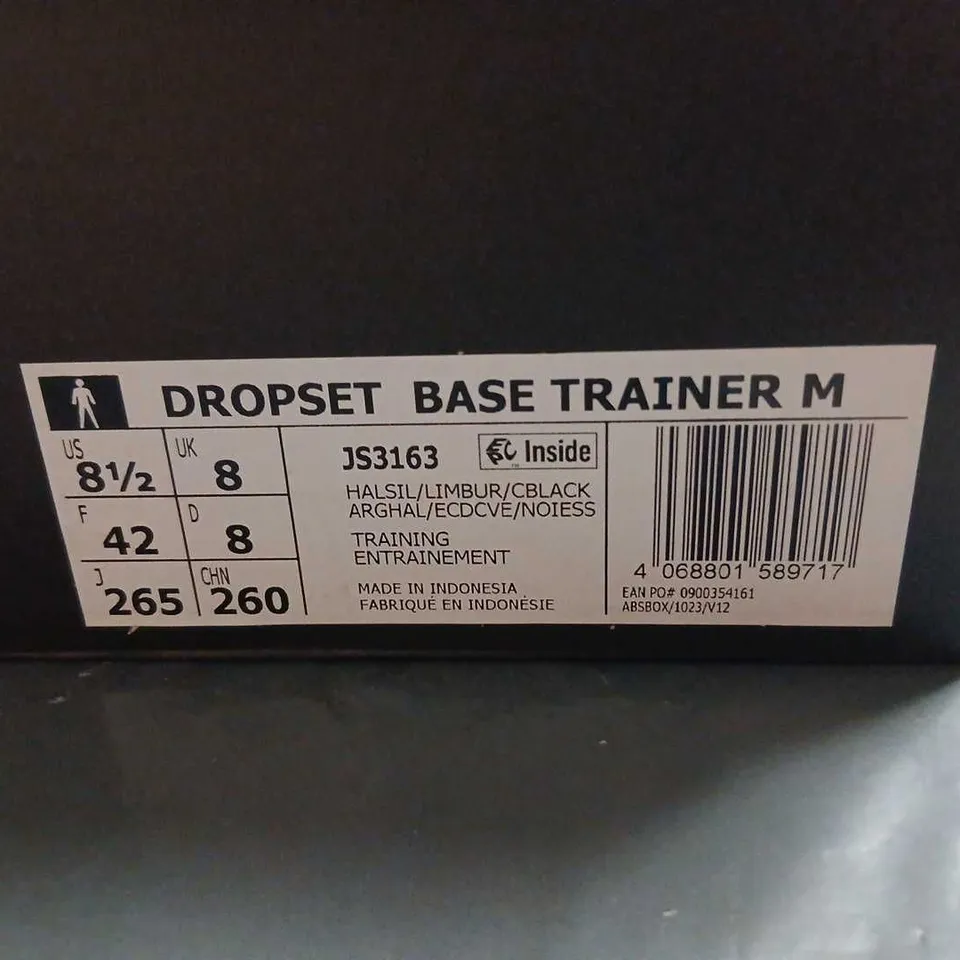 DROPSET BASE TRAINER M
US 8½ UK 8
F 42 D 8
J 265 CHN 260
JS3163 Inside
HALSIL/LIMBUR/CBLACK
ARGHAL/ECDCVE/NOIESS
TRAINING
ENTRAINEMENT
MADE IN INDONESIA
FABRIQUÉ EN INDONÉSIE
4 068801 589717
EAN PO# 0900354161
ABSBOX/1023/V12